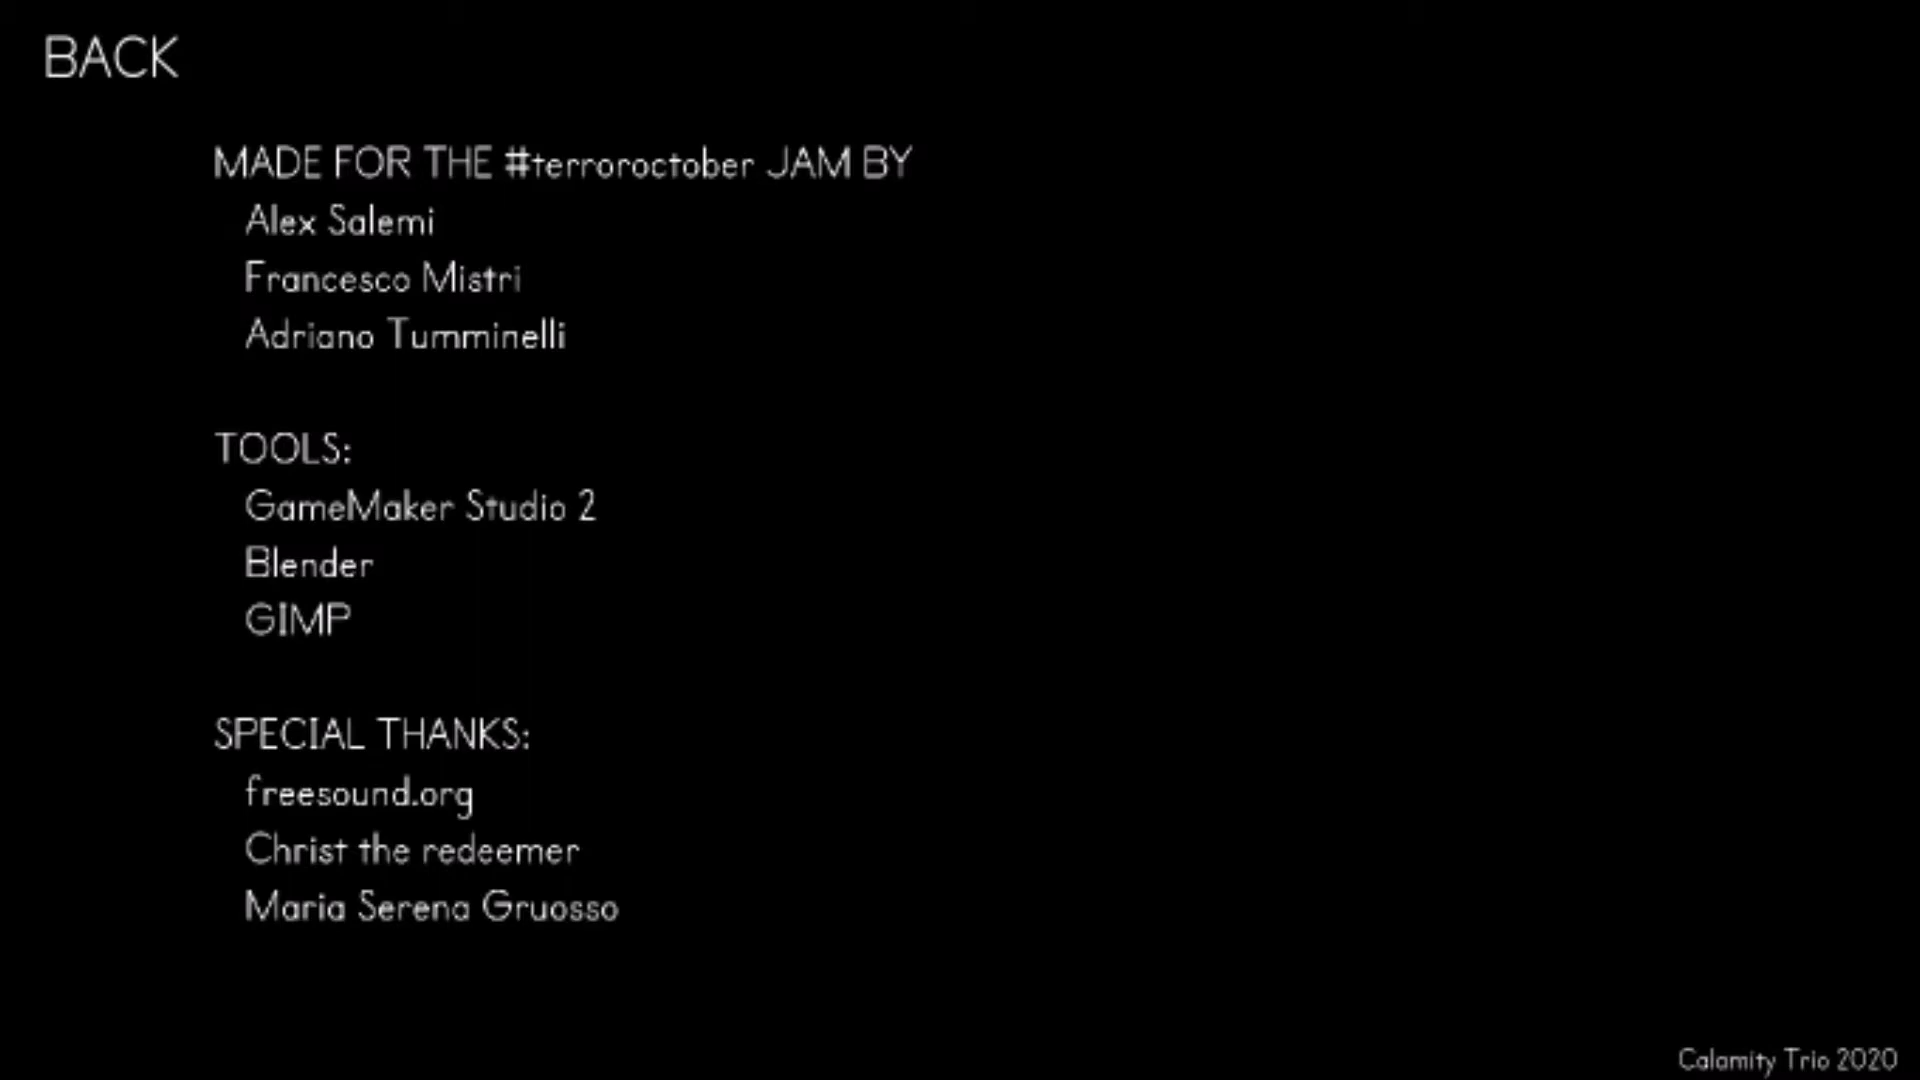 BACK
MADE FOR THE #terroroctober JAM BY
Alex Salemi
Francesco Mistri
Adriano Tumminelli
TOOLS:
GameMaker Studio 2
Blender
GIMP
SPECIAL THANKS:
freesound.org
Christ the redeemer
Maria Serena Gruosso
Calamity Trio 2020